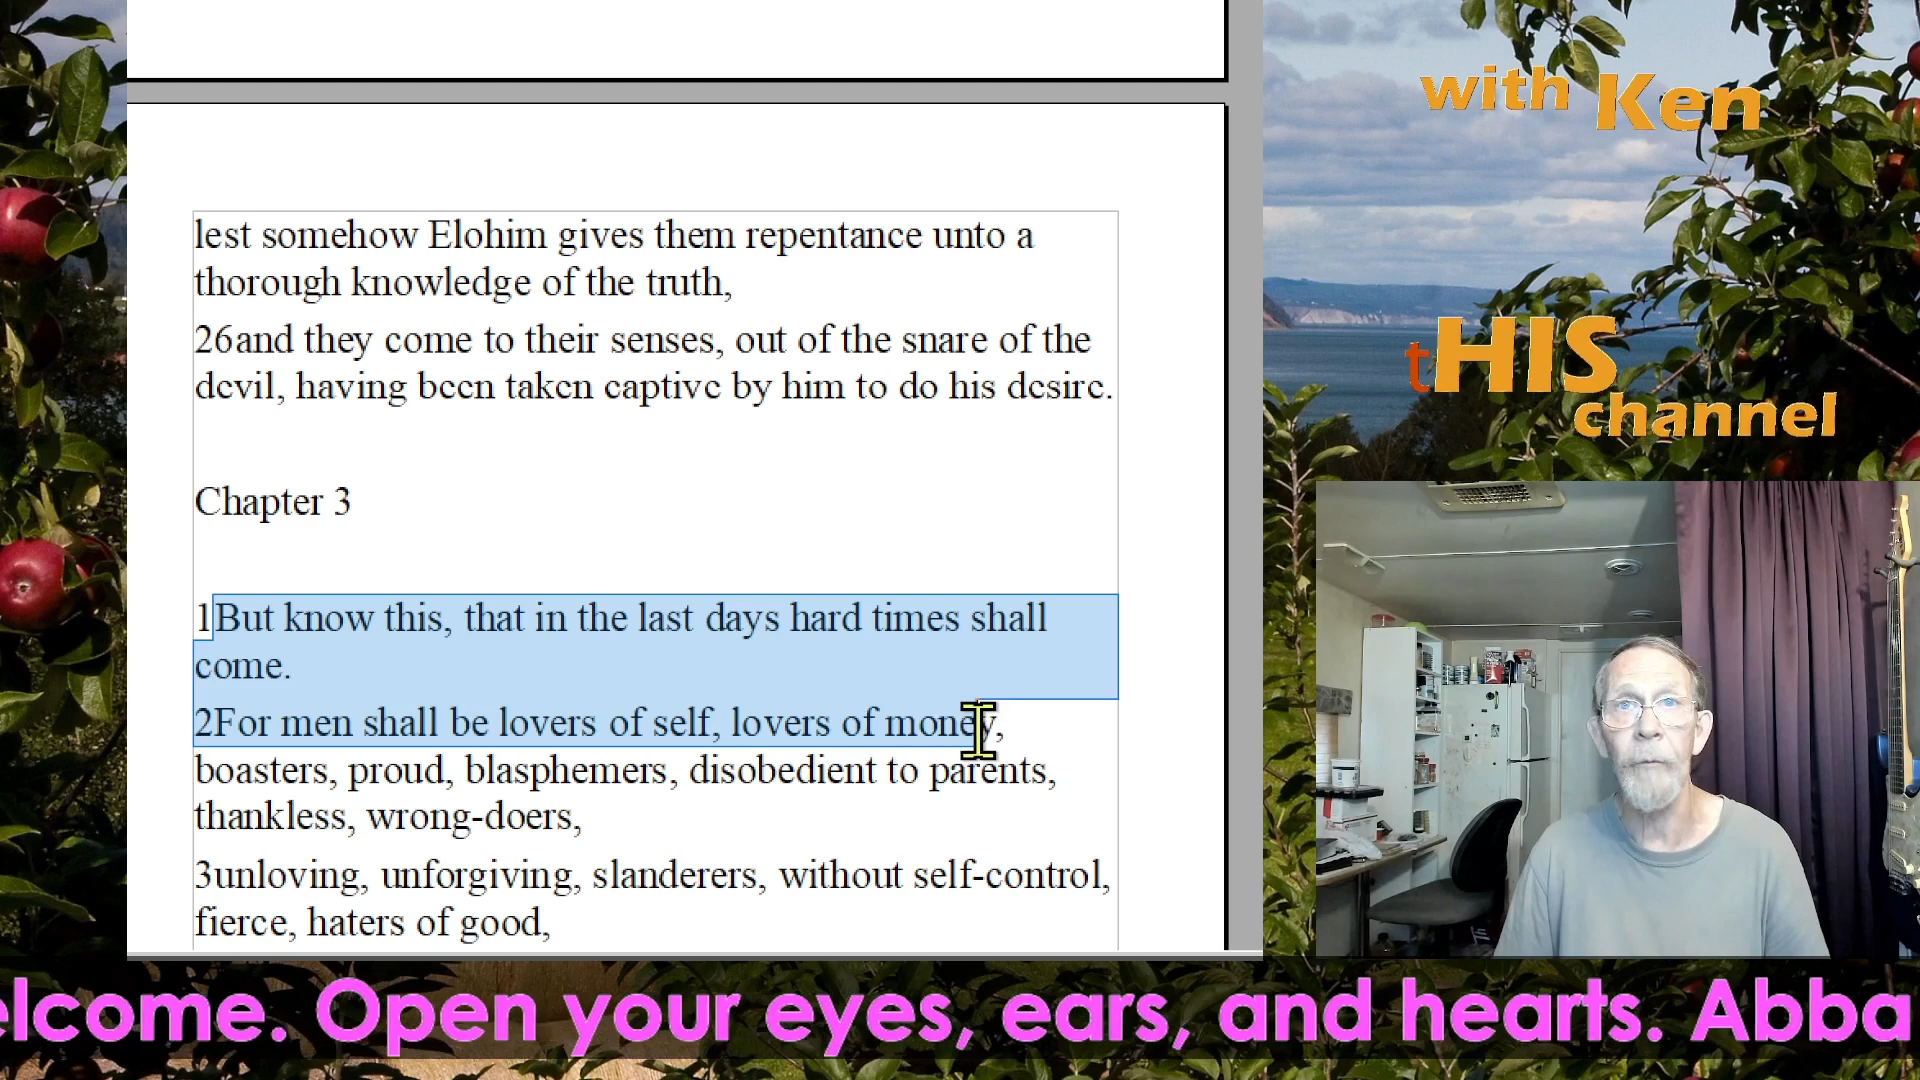 with Ken
tHIS
channel
lest somehow Elohim gives them repentance unto a
thorough knowledge of the truth,
26and they come to their senses, out of the snare of the
devil, having been taken captive by him to do his desire.
Chapter 3
1But know this, that in the last days hard times shall
come.
2For men shall be lovers of self, lovers of money,
boasters, proud, blasphemers, disobedient to parents,
thankless, wrong-doers,
3unloving, unforgiving, slanderers, without self-control,
fierce, haters of good,
elcome. Open your eyes, ears, and hearts. Abba